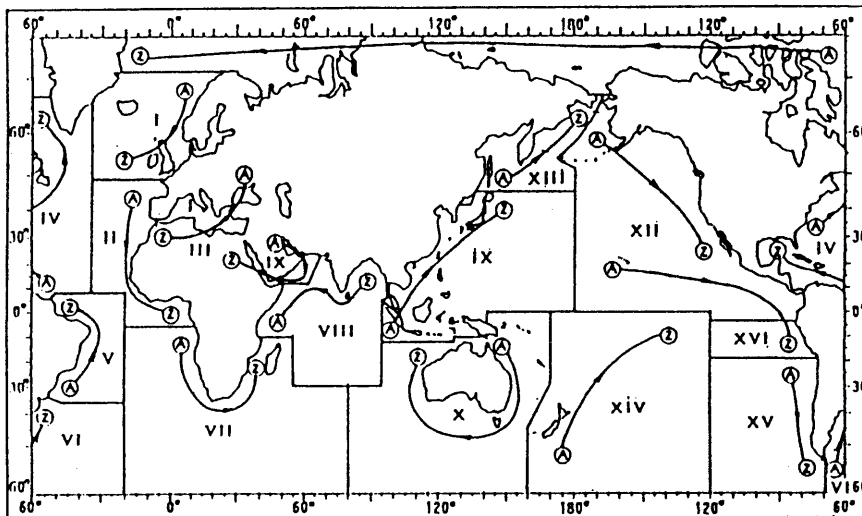 60° 0° 60° 120° 180° 120° 60°
Z A
A
Z I Z
60° A 60°
Z A
XIII
A A
IV II Z XII IV
30° III Z IX A Z IX Z Z 30°
A Z A
0° Z Z A VIII A 0°
V A A XVI Z
Z Z Z A
30° A X XIV A 30°
Z VII XV
VI A
Z A
60° VI 60°
60° 0° 60° 120° 180° 120° 60°